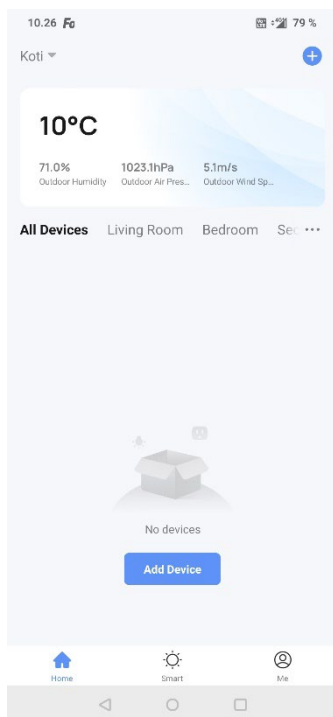 10.26 79 %
Koti
10°C
71.0% 1023.1hPa 5.1m/s
Outdoor Humidity Outdoor Air Pres... Outdoor Wind Sp...
All Devices Living Room Bedroom Sec ...
No devices
Add Device
Home Smart Me